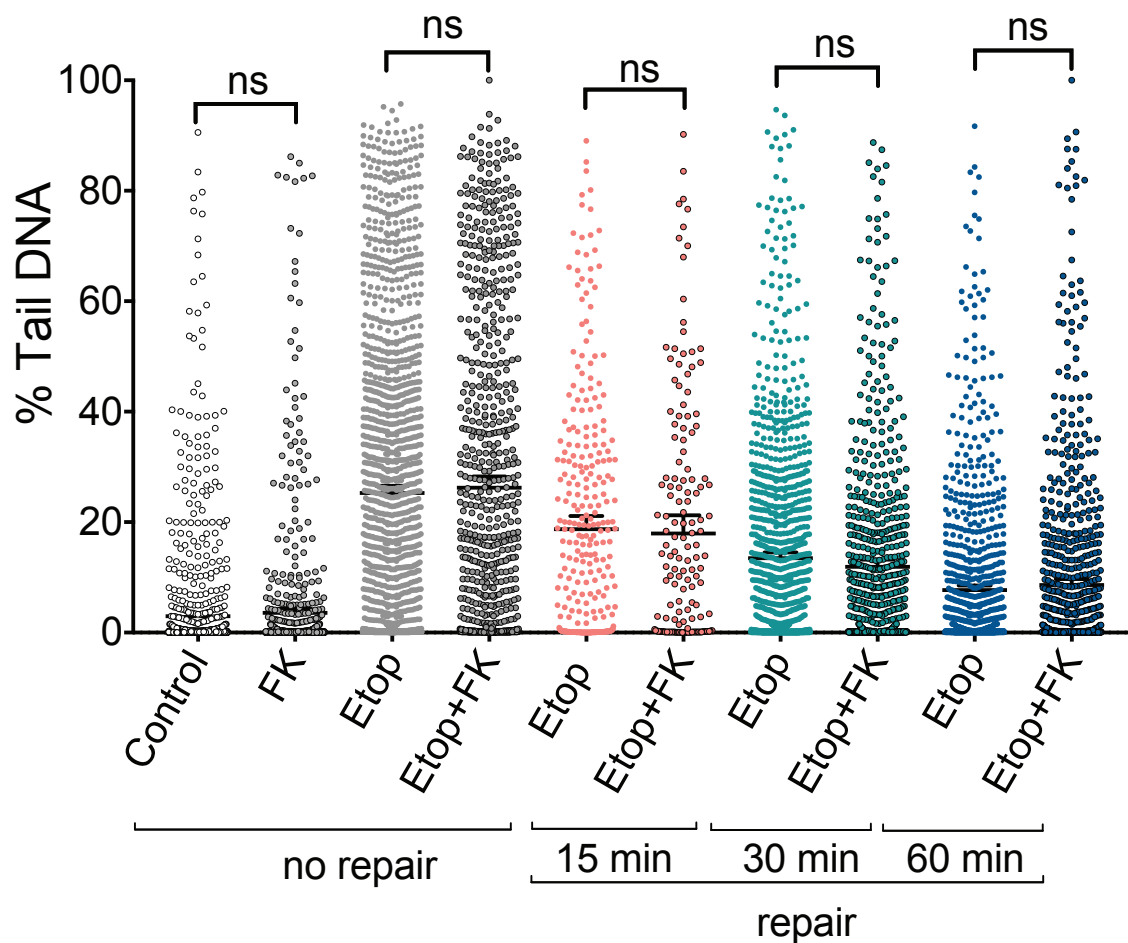 ns
ns
ns
ns
ns
100
80
60
40
20
0
% Tail DNA
Control
FK
Etop
Etop+FK
Etop
Etop+FK
Etop
Etop+FK
Etop
Etop+FK
no repair
15 min
30 min
60 min
repair